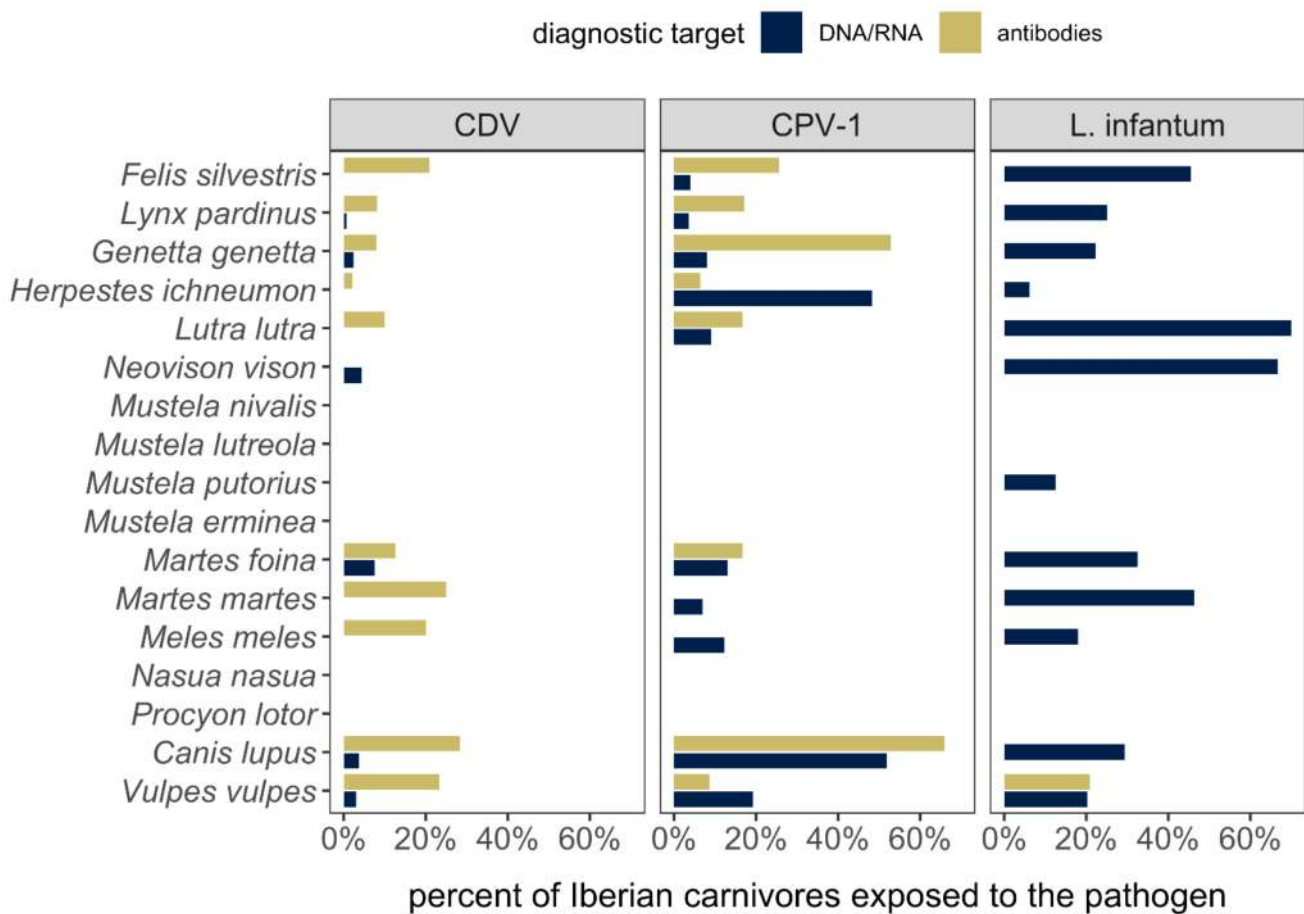 diagnostic target DNA/RNA antibodies
CDV CPV-1 L. infantum
Felis silvestris
Lynx pardinus
Genetta genetta
Herpestes ichneumon
Lutra lutra
Neovison vison
Mustela nivalis
Mustela lutreola
Mustela putorius
Mustela erminea
Martes foina
Martes martes
Meles meles
Nasua nasua
Procyon lotor
Canis lupus
Vulpes vulpes
0% 20% 40% 60% 0% 20% 40% 60% 0% 20% 40% 60%
percent of Iberian carnivores exposed to the pathogen